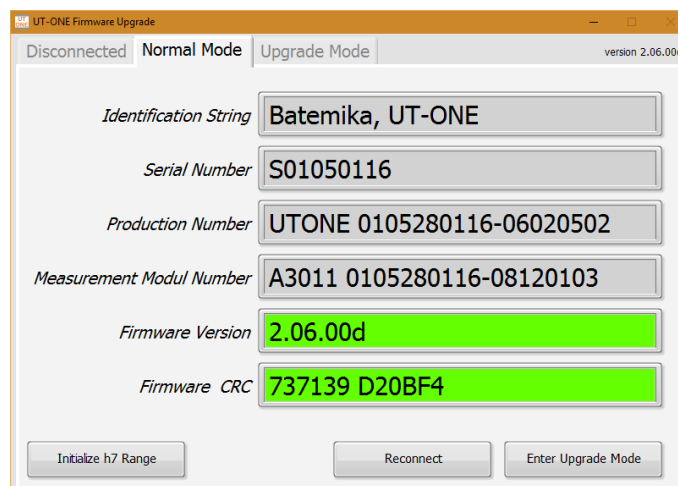 UT ONE
UT-ONE Firmware Upgrade
Disconnected Normal Mode Upgrade Mode
version 2.06.00
Identification String Batemika, UT-ONE
Serial Number S01050116
Production Number UTONE 0105280116-06020502
Measurement Modul Number A3011 0105280116-08120103
Firmware Version 2.06.00d
Firmware CRC 737139 D20BF4
Initialize h7 Range Reconnect Enter Upgrade Mode